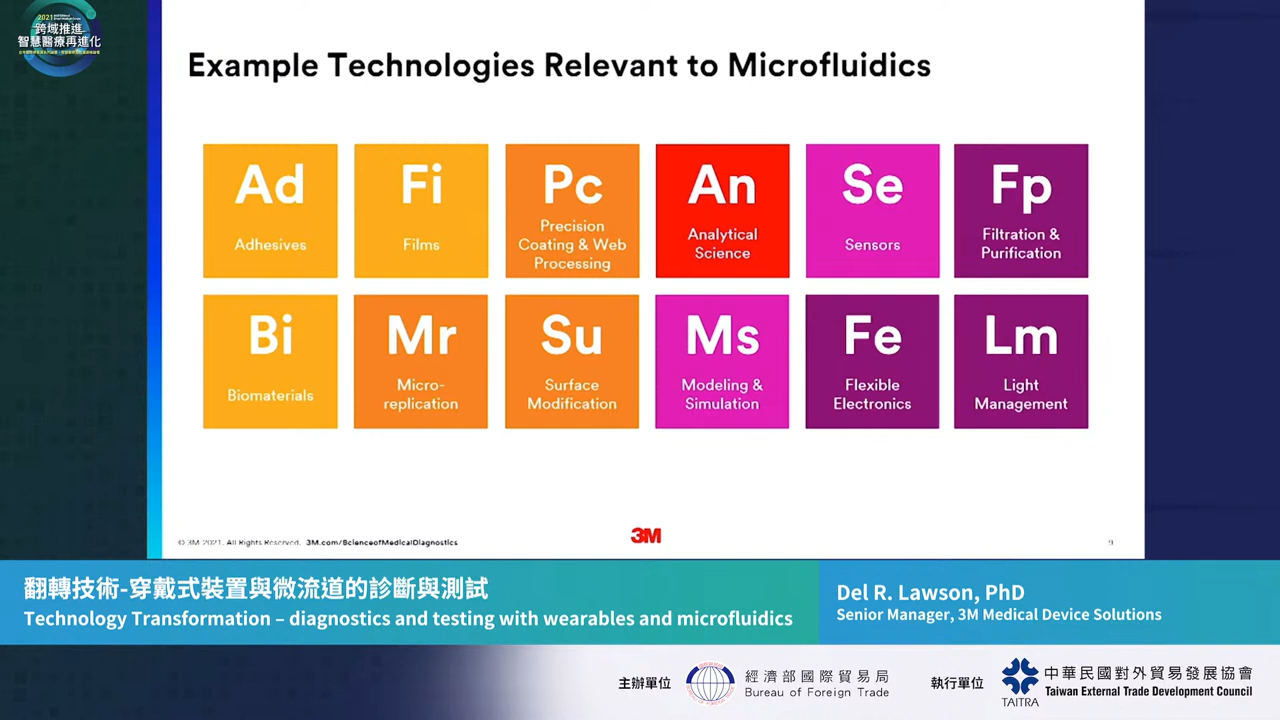 2021
跨域推進
智慧醫療再進化
Example Technologies Relevant to Microfluidics
Ad
Adhesives
Fi
Films
Pc
Precision
Coating & Web
Processing
An
Analytical
Science
Se
Sensors
Fp
Filtration &
Purification
Bi
Biomaterials
Mr
Micro-
replication
Su
Surface
Modification
Ms
Modeling &
Simulation
Fe
Flexible
Electronics
Lm
Light
Management
© 3M 2021. All Rights Reserved. 3M.com/ScienceofMedicalDiagnostics
3M
9
翻轉技術-穿戴式裝置與微流道的診斷與測試
Technology Transformation – diagnostics and testing with wearables and microfluidics
Del R. Lawson, PhD
Senior Manager, 3M Medical Device Solutions
主辦單位
經濟部國際貿易局
Bureau of Foreign Trade
執行單位
TAITRA
中華民國對外貿易發展協會
Taiwan External Trade Development Council